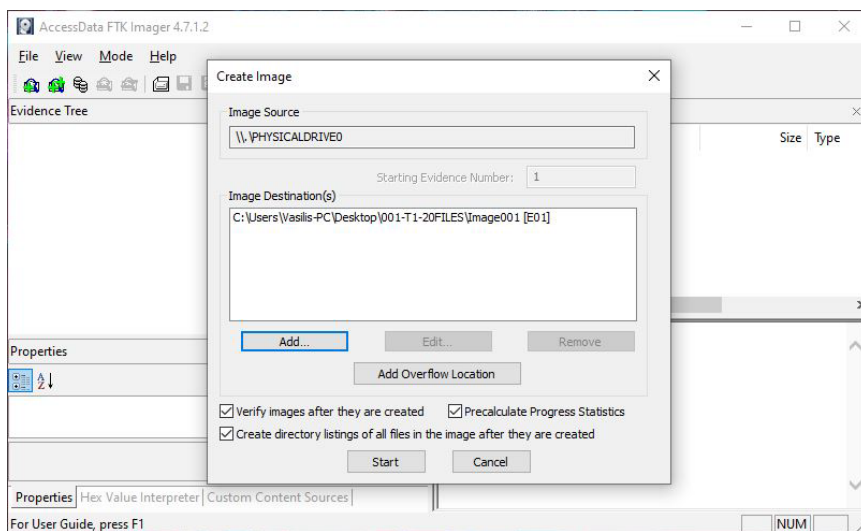 AccessData FTK Imager 4.7.1.2
File View Mode Help
Evidence Tree
Size Type
Create Image
Image Source
\\.\PHYSICALDRIVE0
Starting Evidence Number: 1
Image Destination(s)
C:\Users\Vasilis-PC\Desktop\001-T1-20FILES\Image001 [E01]
Add... Edit... Remove
Add Overflow Location
Verify images after they are created Precalculate Progress Statistics
Create directory listings of all files in the image after they are created
Start Cancel
Properties
Properties Hex Value Interpreter Custom Content Sources
For User Guide, press F1 NUM